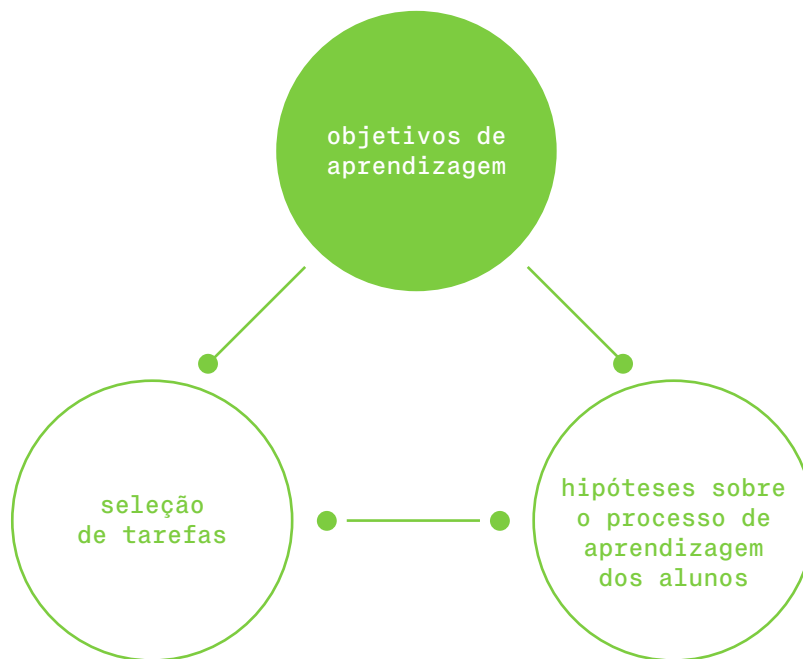 objetivos de
aprendizagem
seleção
de tarefas
hipóteses sobre
o processo de
aprendizagem
dos alunos